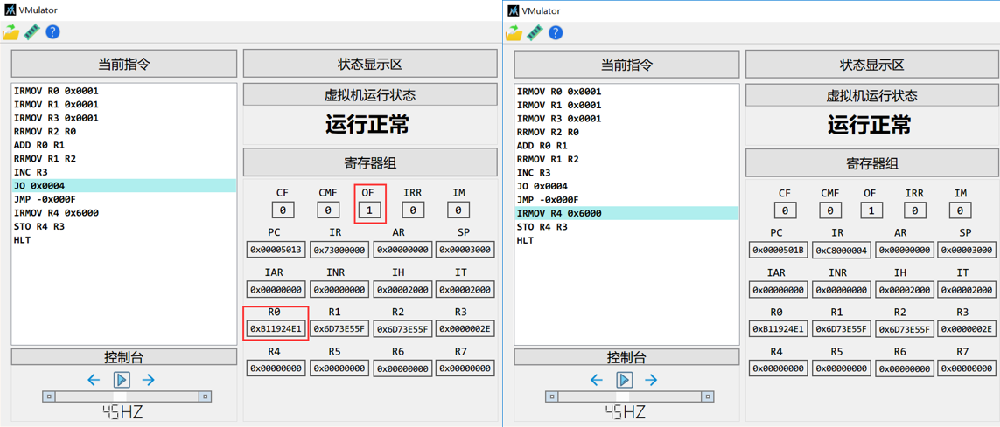 VMulator
当前指令
IRMOV R0 0x0001
IRMOV R1 0x0001
IRMOV R3 0x0001
RRMOV R2 R0
ADD R0 R1
RRMOV R1 R2
INC R3
JO 0x0004
JMP -0x000F
IRMOV R4 0x6000
STO R4 R3
HLT
控制台
45HZ
状态显示区
虚拟机运行状态
运行正常
寄存器组
CF CMF OF IRR IM
0 0 1 0 0
PC IR AR SP
0x00005013 0x73000000 0x00000000 0x00003000
IAR INR IH IT
0x00000000 0x00000000 0x00002000 0x00002000
R0 R1 R2 R3
0xB11924E1 0x6D73E55F 0x6D73E55F 0x0000002E
R4 R5 R6 R7
0x00000000 0x00000000 0x00000000 0x00000000
VMulator
当前指令
IRMOV R0 0x0001
IRMOV R1 0x0001
IRMOV R3 0x0001
RRMOV R2 R0
ADD R0 R1
RRMOV R1 R2
INC R3
JO 0x0004
JMP -0x000F
IRMOV R4 0x6000
STO R4 R3
HLT
控制台
45HZ
状态显示区
虚拟机运行状态
运行正常
寄存器组
CF CMF OF IRR IM
0 0 1 0 0
PC IR AR SP
0x0000501B 0xC8000004 0x00000000 0x00003000
IAR INR IH IT
0x00000000 0x00000000 0x00002000 0x00002000
R0 R1 R2 R3
0xB11924E1 0x6D73E55F 0x6D73E55F 0x0000002E
R4 R5 R6 R7
0x00000000 0x00000000 0x00000000 0x00000000